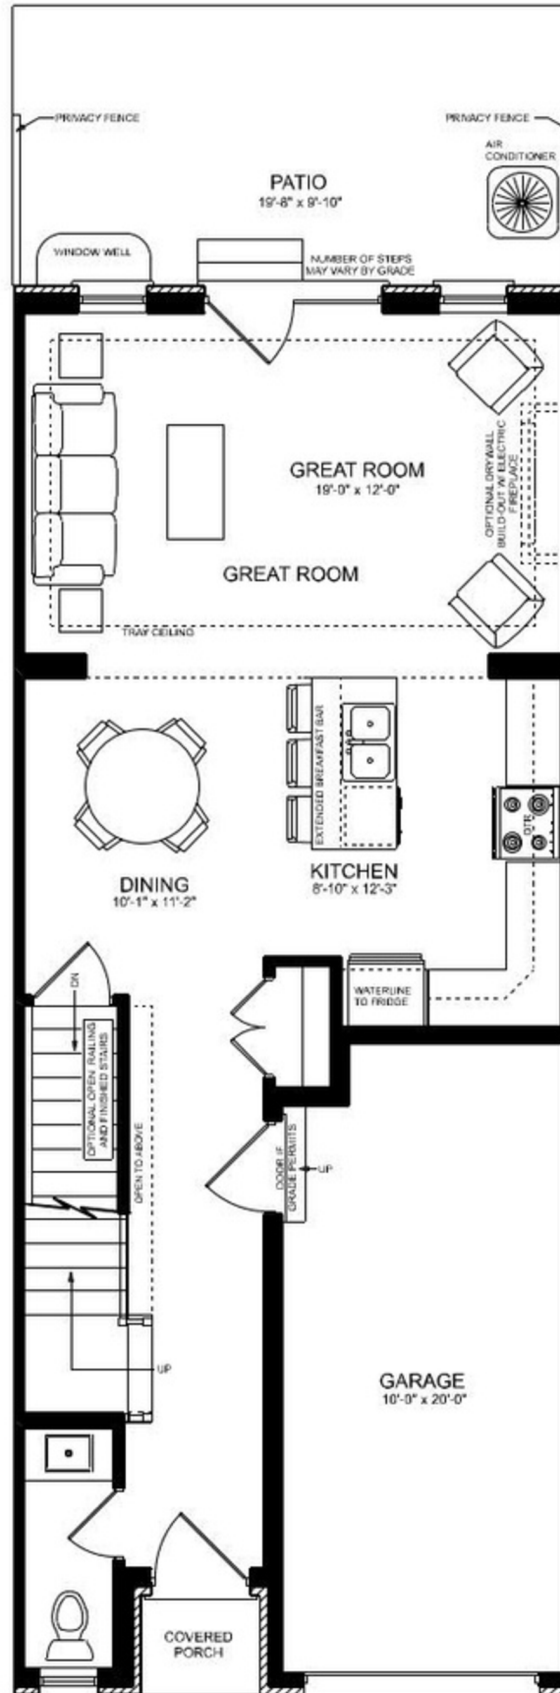 PRIVACY FENCE
PRIVACY FENCE
AIR
CONDITIONER
PATIO
19'-8" x 9'-10"
WINDOW WELL
NUMBER OF STEPS
MAY VARY BY GRADE
GREAT ROOM
19'-0" x 12'-0"
OPTIONAL DRYWALL
BUILD-OUT W/ ELECTRIC
FIREPLACE
GREAT ROOM
TRAY CEILING
EXTENDED BREAKFAST BAR
OTR
KITCHEN
8'-10" x 12'-3"
DINING
10'-1" x 11'-2"
DN
WATERLINE
TO FRIDGE
OPTIONAL OPEN RAILING
AND FINISHED STAIRS
OPEN TO ABOVE
DOOR IF
GRADE PERMITS
UP
UP
GARAGE
10'-0" x 20'-0"
COVERED
PORCH